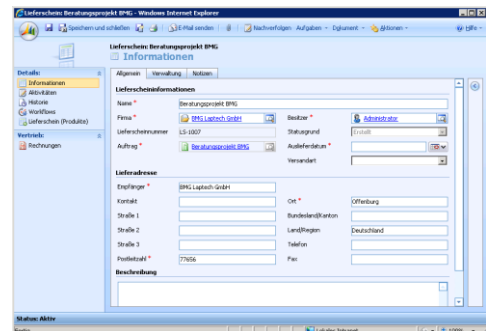 Lieferschein: Beratungsprojekt BMG - Windows Internet Explorer
Speichern und schließen E-Mail senden Nachverfolgen Aufgaben Dokument Aktionen Hilfe
Lieferschein: Beratungsprojekt BMG
Informationen
Details:
Informationen
Aktivitäten
Historie
Workflows
Lieferschein (Produkte)
Vertrieb:
Rechnungen
Allgemein Verwaltung Notizen
Lieferscheininformationen
Name * Beratungsprojekt BMG
Firma * BMG Laptech GmbH Besitzer * Administrator
Lieferscheinnummer LS-1007 Statusgrund Erstellt
Auftrag * Beratungsprojekt BMG Auslieferdatum *
Versandart
Lieferadresse
Empfänger * BMG Laptech GmbH
Kontakt Ort * Offenburg
Straße 1 Bundesland/Kanton
Straße 2 Land/Region Deutschland
Straße 3 Telefon
Postleitzahl * 77656 Fax
Beschreibung
Status: Aktiv
Fertig Lokales Intranet 100%